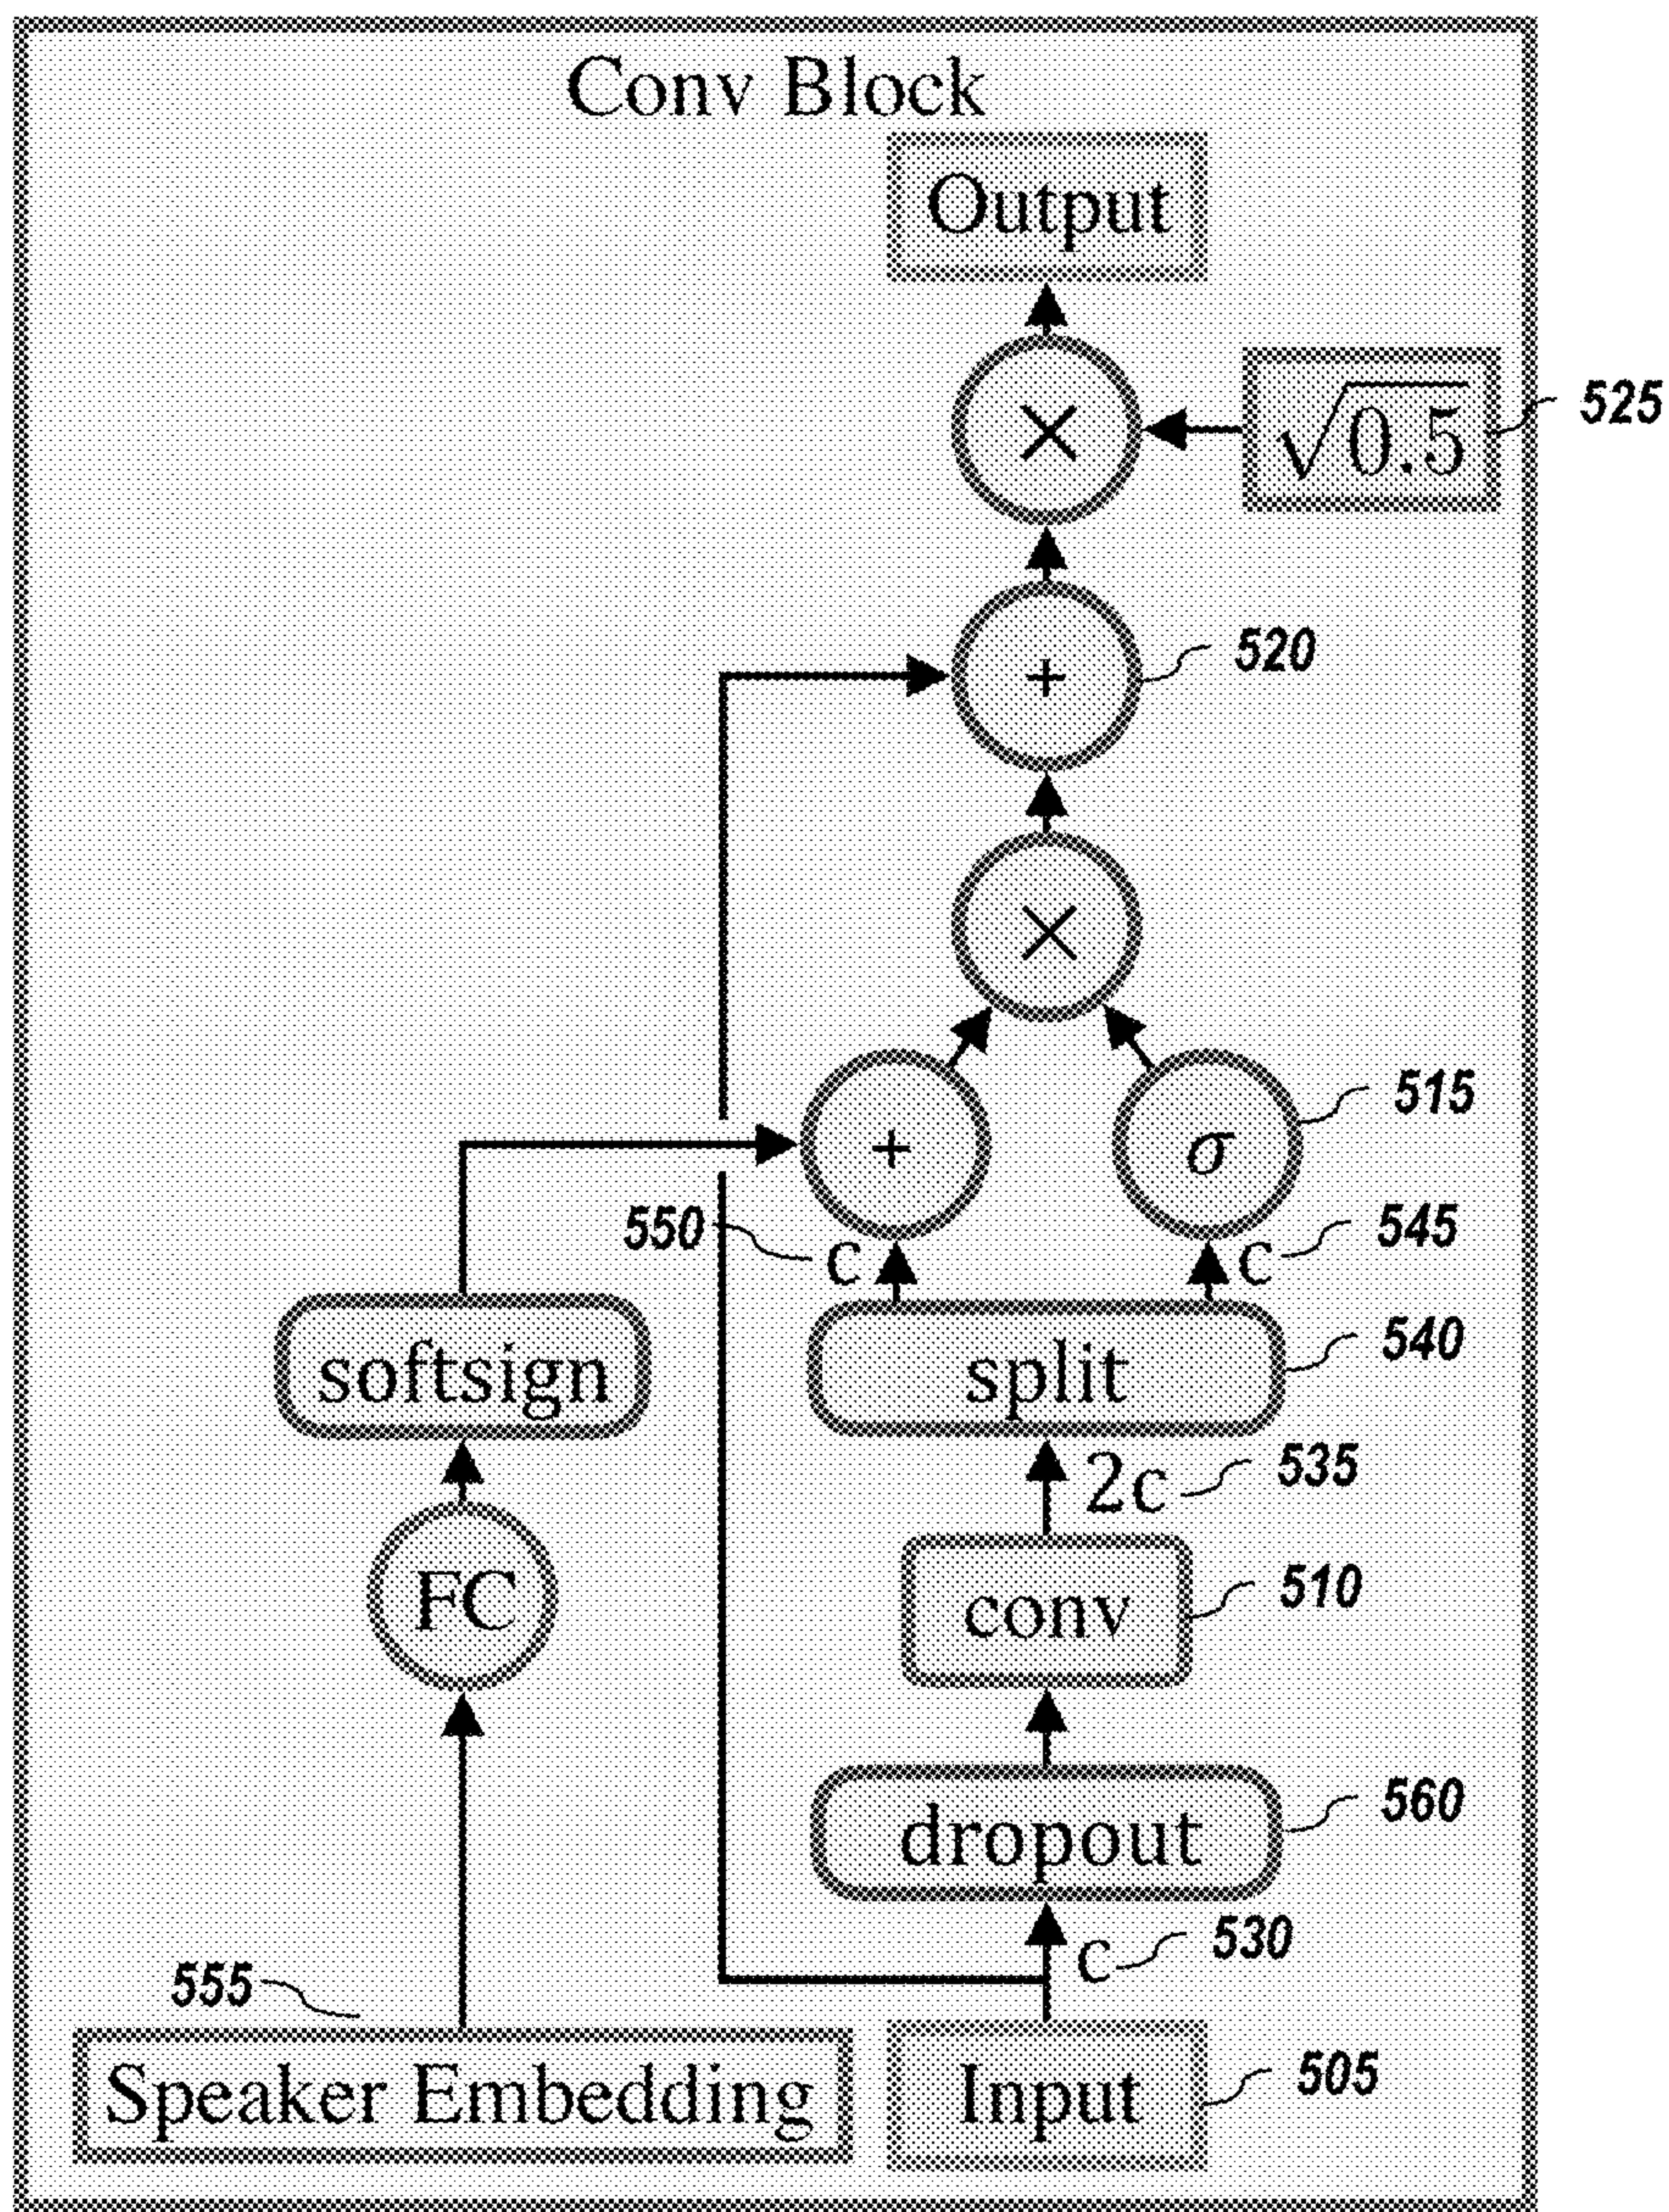 Conv Block
Output
×
√0.5
525
+
520
×
+
σ
515
550
c
c
545
softsign
split
540
2c
535
FC
conv
510
dropout
560
c
530
555
Speaker Embedding
Input
505